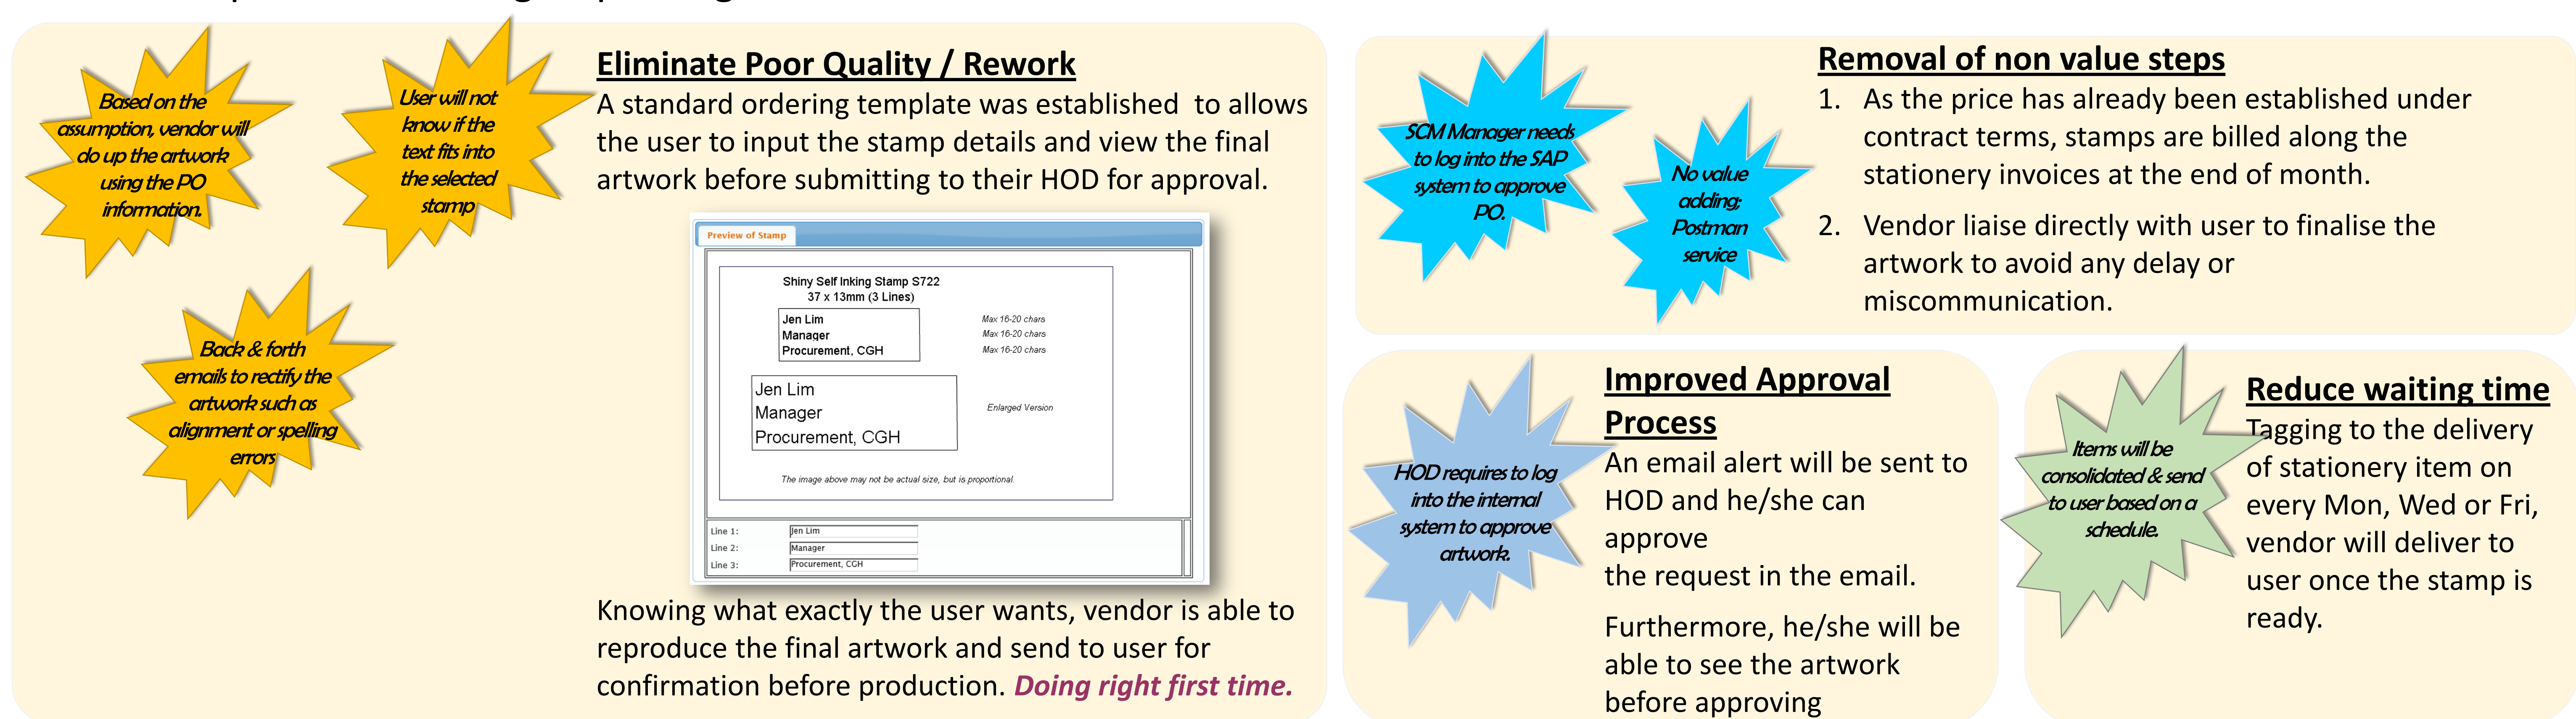 Based on the
assumption, vendor will
do up the artwork
using the PO
information.
User will not
know if the
text fits into
the selected
stamp
Back & forth
emails to rectify the
artwork such as
alignment or spelling
errors
Eliminate Poor Quality / Rework
A standard ordering template was established to allows
the user to input the stamp details and view the final
artwork before submitting to their HOD for approval.
Preview of Stamp
Shiny Self Inking Stamp S722
37 x 13mm (3 Lines)
Jen Lim
Manager
Procurement, CGH
Max 16-20 chars
Max 16-20 chars
Max 16-20 chars
Jen Lim
Manager
Procurement, CGH
Enlarged Version
The image above may not be actual size, but is proportional.
Line 1: Jen Lim
Line 2: Manager
Line 3: Procurement, CGH
Knowing what exactly the user wants, vendor is able to
reproduce the final artwork and send to user for
confirmation before production. Doing right first time.
SCM Manager needs
to log into the SAP
system to approve
PO.
No value
adding;
Postman
service
Removal of non value steps
1. As the price has already been established under
contract terms, stamps are billed along the
stationery invoices at the end of month.
2. Vendor liaise directly with user to finalise the
artwork to avoid any delay or
miscommunication.
HOD requires to log
into the internal
system to approve
artwork.
Improved Approval
Process
An email alert will be sent to
HOD and he/she can
approve
the request in the email.
Furthermore, he/she will be
able to see the artwork
before approving
Items will be
consolidated & send
to user based on a
schedule.
Reduce waiting time
Tagging to the delivery
of stationery item on
every Mon, Wed or Fri,
vendor will deliver to
user once the stamp is
ready.